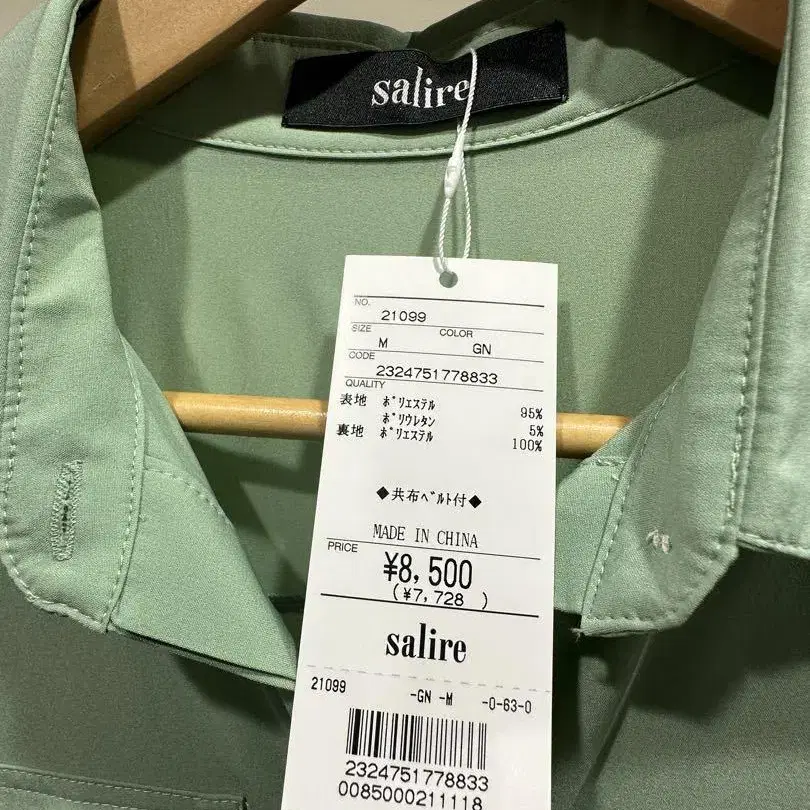 salire
NO.
21099
SIZE COLOR
M GN
CODE
2324751778833
QUALITY
表地 ﾎﾟﾘｴｽﾃﾙ 95%
ﾎﾟﾘｳﾚﾀﾝ 5%
裏地 ﾎﾟﾘｴｽﾃﾙ 100%
◆共布ﾍﾞﾙﾄ付◆
MADE IN CHINA
PRICE
¥8,500
(¥7,728 )
salire
21099 -GN -M -0-63-0
2324751778833
0085000211118